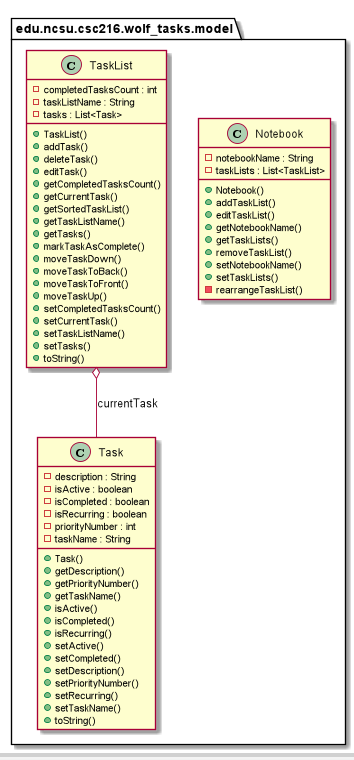 edu.ncsu.csc216.wolf_tasks.model
C TaskList
completedTasksCount : int
taskListName : String
tasks : List<Task>
TaskList()
addTask()
deleteTask()
editTask()
getCompletedTasksCount()
getCurrentTask()
getSortedTaskList()
getTaskListName()
getTasks()
markTaskAsComplete()
moveTaskDown()
moveTaskToBack()
moveTaskToFront()
moveTaskUp()
setCompletedTasksCount()
setCurrentTask()
setTaskListName()
setTasks()
toString()
C Notebook
notebookName : String
taskLists : List<TaskList>
Notebook()
addTaskList()
editTaskList()
getNotebookName()
getTaskLists()
removeTaskList()
setNotebookName()
setTaskLists()
rearrangeTaskList()
currentTask
C Task
description : String
isActive : boolean
isCompleted : boolean
isRecurring : boolean
priorityNumber : int
taskName : String
Task()
getDescription()
getPriorityNumber()
getTaskName()
isActive()
isCompleted()
isRecurring()
setActive()
setCompleted()
setDescription()
setPriorityNumber()
setRecurring()
setTaskName()
toString()